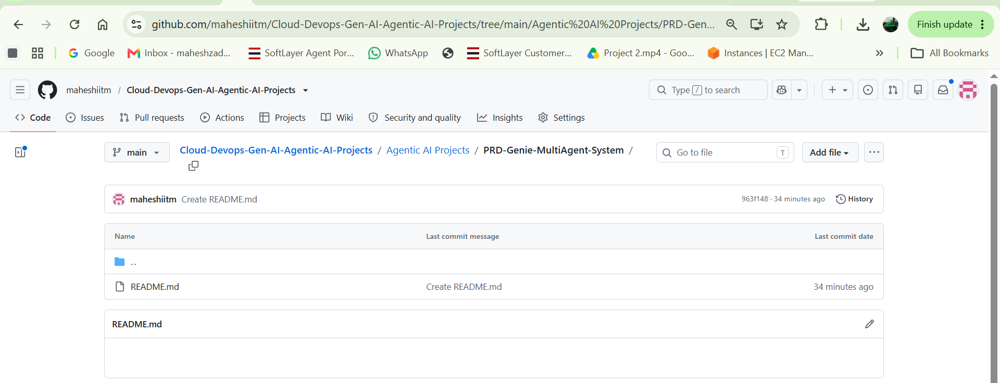 github.com/maheshiitm/Cloud-Devops-Gen-AI-Agentic-AI-Projects/tree/main/Agentic%20AI%20Projects/PRD-Gen... Finish update
Google Inbox - maheshzad... SoftLayer Agent Por... WhatsApp SoftLayer Customer... Project 2.mp4 - Goo... Instances | EC2 Man... » All Bookmarks
maheshiitm / Cloud-Devops-Gen-AI-Agentic-AI-Projects Type / to search
Code Issues Pull requests Actions Projects Wiki Security and quality Insights Settings
main Cloud-Devops-Gen-AI-Agentic-AI-Projects / Agentic AI Projects / PRD-Genie-MultiAgent-System / Go to file T Add file ...
maheshiitm Create README.md 963f148 · 34 minutes ago History
Name Last commit message Last commit date
..
README.md Create README.md 34 minutes ago
README.md